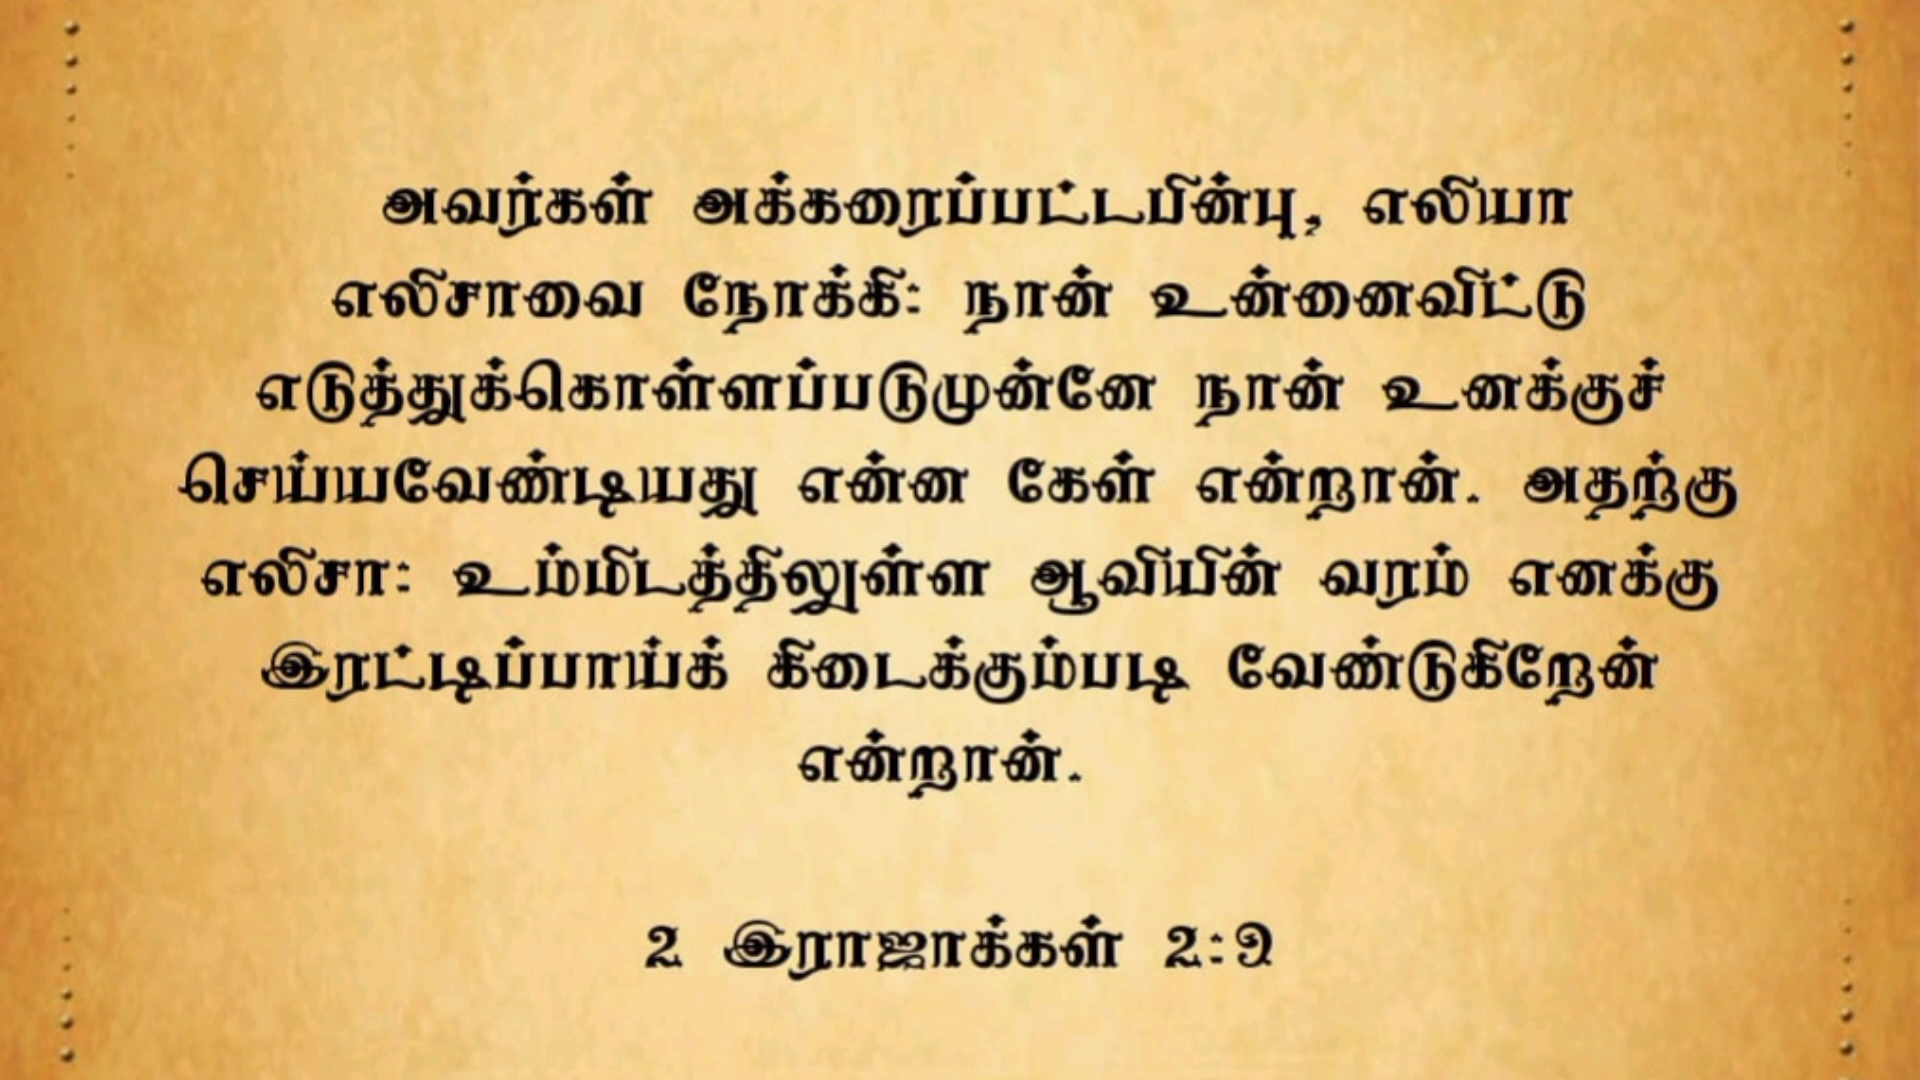 அவர்கள் அக்கரைப்பட்டபின்பு, எலியா
எலிசாவை நோக்கி: நான் உன்னைவிட்டு
எடுத்துக்கொள்ளப்படுமுன்னே நான் உனக்குச்
செய்யவேண்டியது என்ன கேள் என்றான். அதற்கு
எலிசா: உம்மிடத்திலுள்ள ஆவியின் வரம் எனக்கு
இரட்டிப்பாய்க் கிடைக்கும்படி வேண்டுகிறேன்
என்றான்.
2 இராஜாக்கள் 2:9